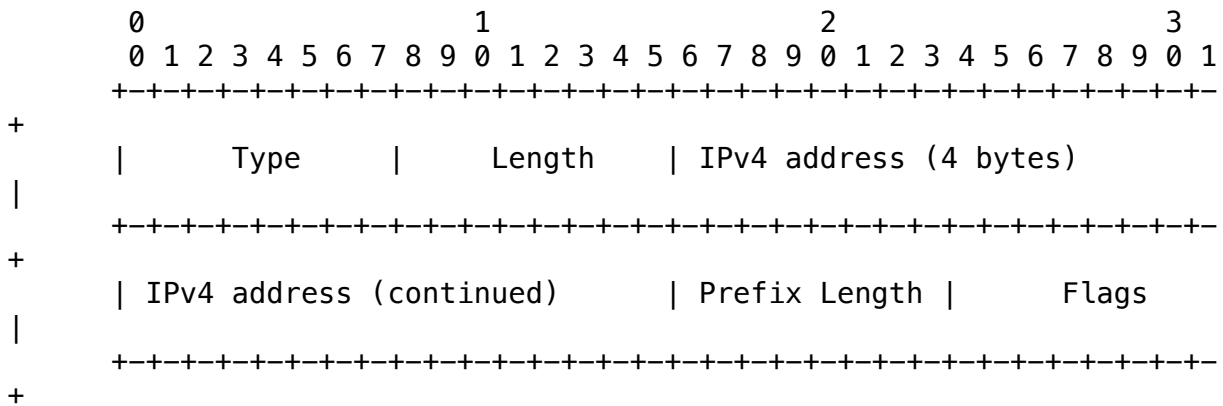 0                   1                   2                   3
0 1 2 3 4 5 6 7 8 9 0 1 2 3 4 5 6 7 8 9 0 1 2 3 4 5 6 7 8 9 0 1
+-+-+-+-+-+-+-+-+-+-+-+-+-+-+-+-+-+-+-+-+-+-+-+-+-+-+-+-+-+-+-+-
+
|      Type     |     Length    | IPv4 address (4 bytes)
|
+-+-+-+-+-+-+-+-+-+-+-+-+-+-+-+-+-+-+-+-+-+-+-+-+-+-+-+-+-+-+-+-
+
| IPv4 address (continued)      | Prefix Length |      Flags
|
+-+-+-+-+-+-+-+-+-+-+-+-+-+-+-+-+-+-+-+-+-+-+-+-+-+-+-+-+-+-+-+-
+